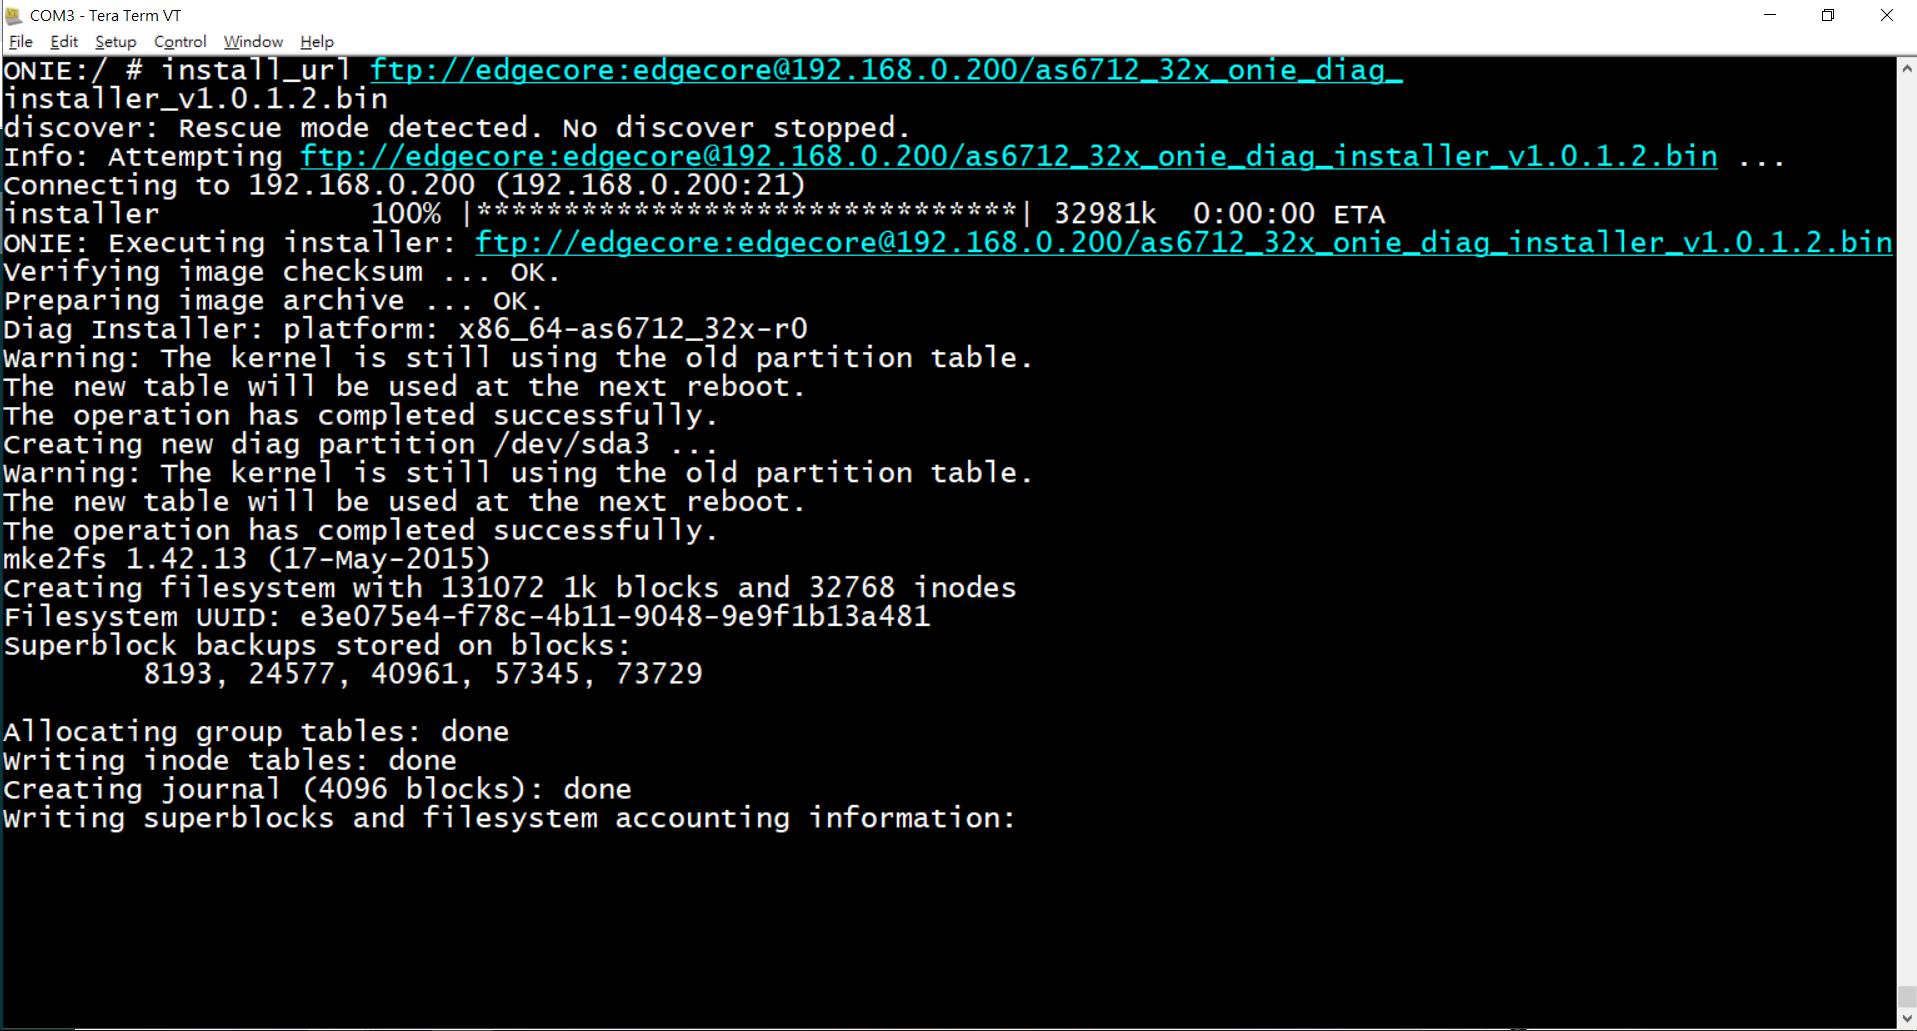 COM3 - Tera Term VT
File Edit Setup Control Window Help
ONIE:/ # install_url ftp://edgecore:edgecore@192.168.0.200/as6712_32x_onie_diag_
installer_v1.0.1.2.bin
discover: Rescue mode detected. No discover stopped.
Info: Attempting ftp://edgecore:edgecore@192.168.0.200/as6712_32x_onie_diag_installer_v1.0.1.2.bin ...
Connecting to 192.168.0.200 (192.168.0.200:21)
installer            100% |*******************************| 32981k  0:00:00 ETA
ONIE: Executing installer: ftp://edgecore:edgecore@192.168.0.200/as6712_32x_onie_diag_installer_v1.0.1.2.bin
Verifying image checksum ... OK.
Preparing image archive ... OK.
Diag Installer: platform: x86_64-as6712_32x-r0
Warning: The kernel is still using the old partition table.
The new table will be used at the next reboot.
The operation has completed successfully.
Creating new diag partition /dev/sda3 ...
Warning: The kernel is still using the old partition table.
The new table will be used at the next reboot.
The operation has completed successfully.
mke2fs 1.42.13 (17-May-2015)
Creating filesystem with 131072 1k blocks and 32768 inodes
Filesystem UUID: e3e075e4-f78c-4b11-9048-9e9f1b13a481
Superblock backups stored on blocks:
        8193, 24577, 40961, 57345, 73729
Allocating group tables: done
Writing inode tables: done
Creating journal (4096 blocks): done
Writing superblocks and filesystem accounting information: